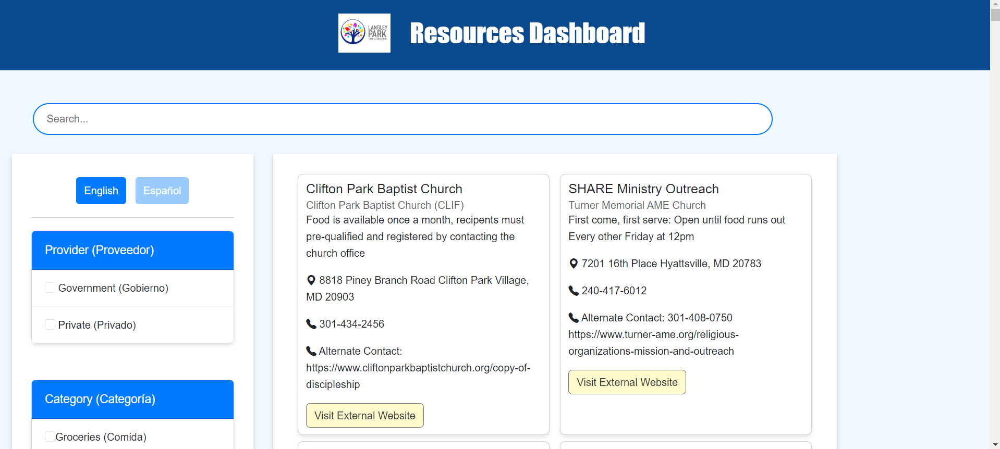 LANGLEY
PARK
CIVIC ASSOCIATION
Resources Dashboard
Search...
English Español
Provider (Proveedor)
Government (Gobierno)
Private (Privado)
Category (Categoría)
Groceries (Comida)
Clifton Park Baptist Church
Clifton Park Baptist Church (CLIF)
Food is available once a month, recipents must
pre-qualified and registered by contacting the
church office
8818 Piney Branch Road Clifton Park Village,
MD 20903
301-434-2456
Alternate Contact:
https://www.cliftonparkbaptistchurch.org/copy-of-
discipleship
Visit External Website
SHARE Ministry Outreach
Turner Memorial AME Church
First come, first serve: Open until food runs out
Every other Friday at 12pm
7201 16th Place Hyattsville, MD 20783
240-417-6012
Alternate Contact: 301-408-0750
https://www.turner-ame.org/religious-
organizations-mission-and-outreach
Visit External Website